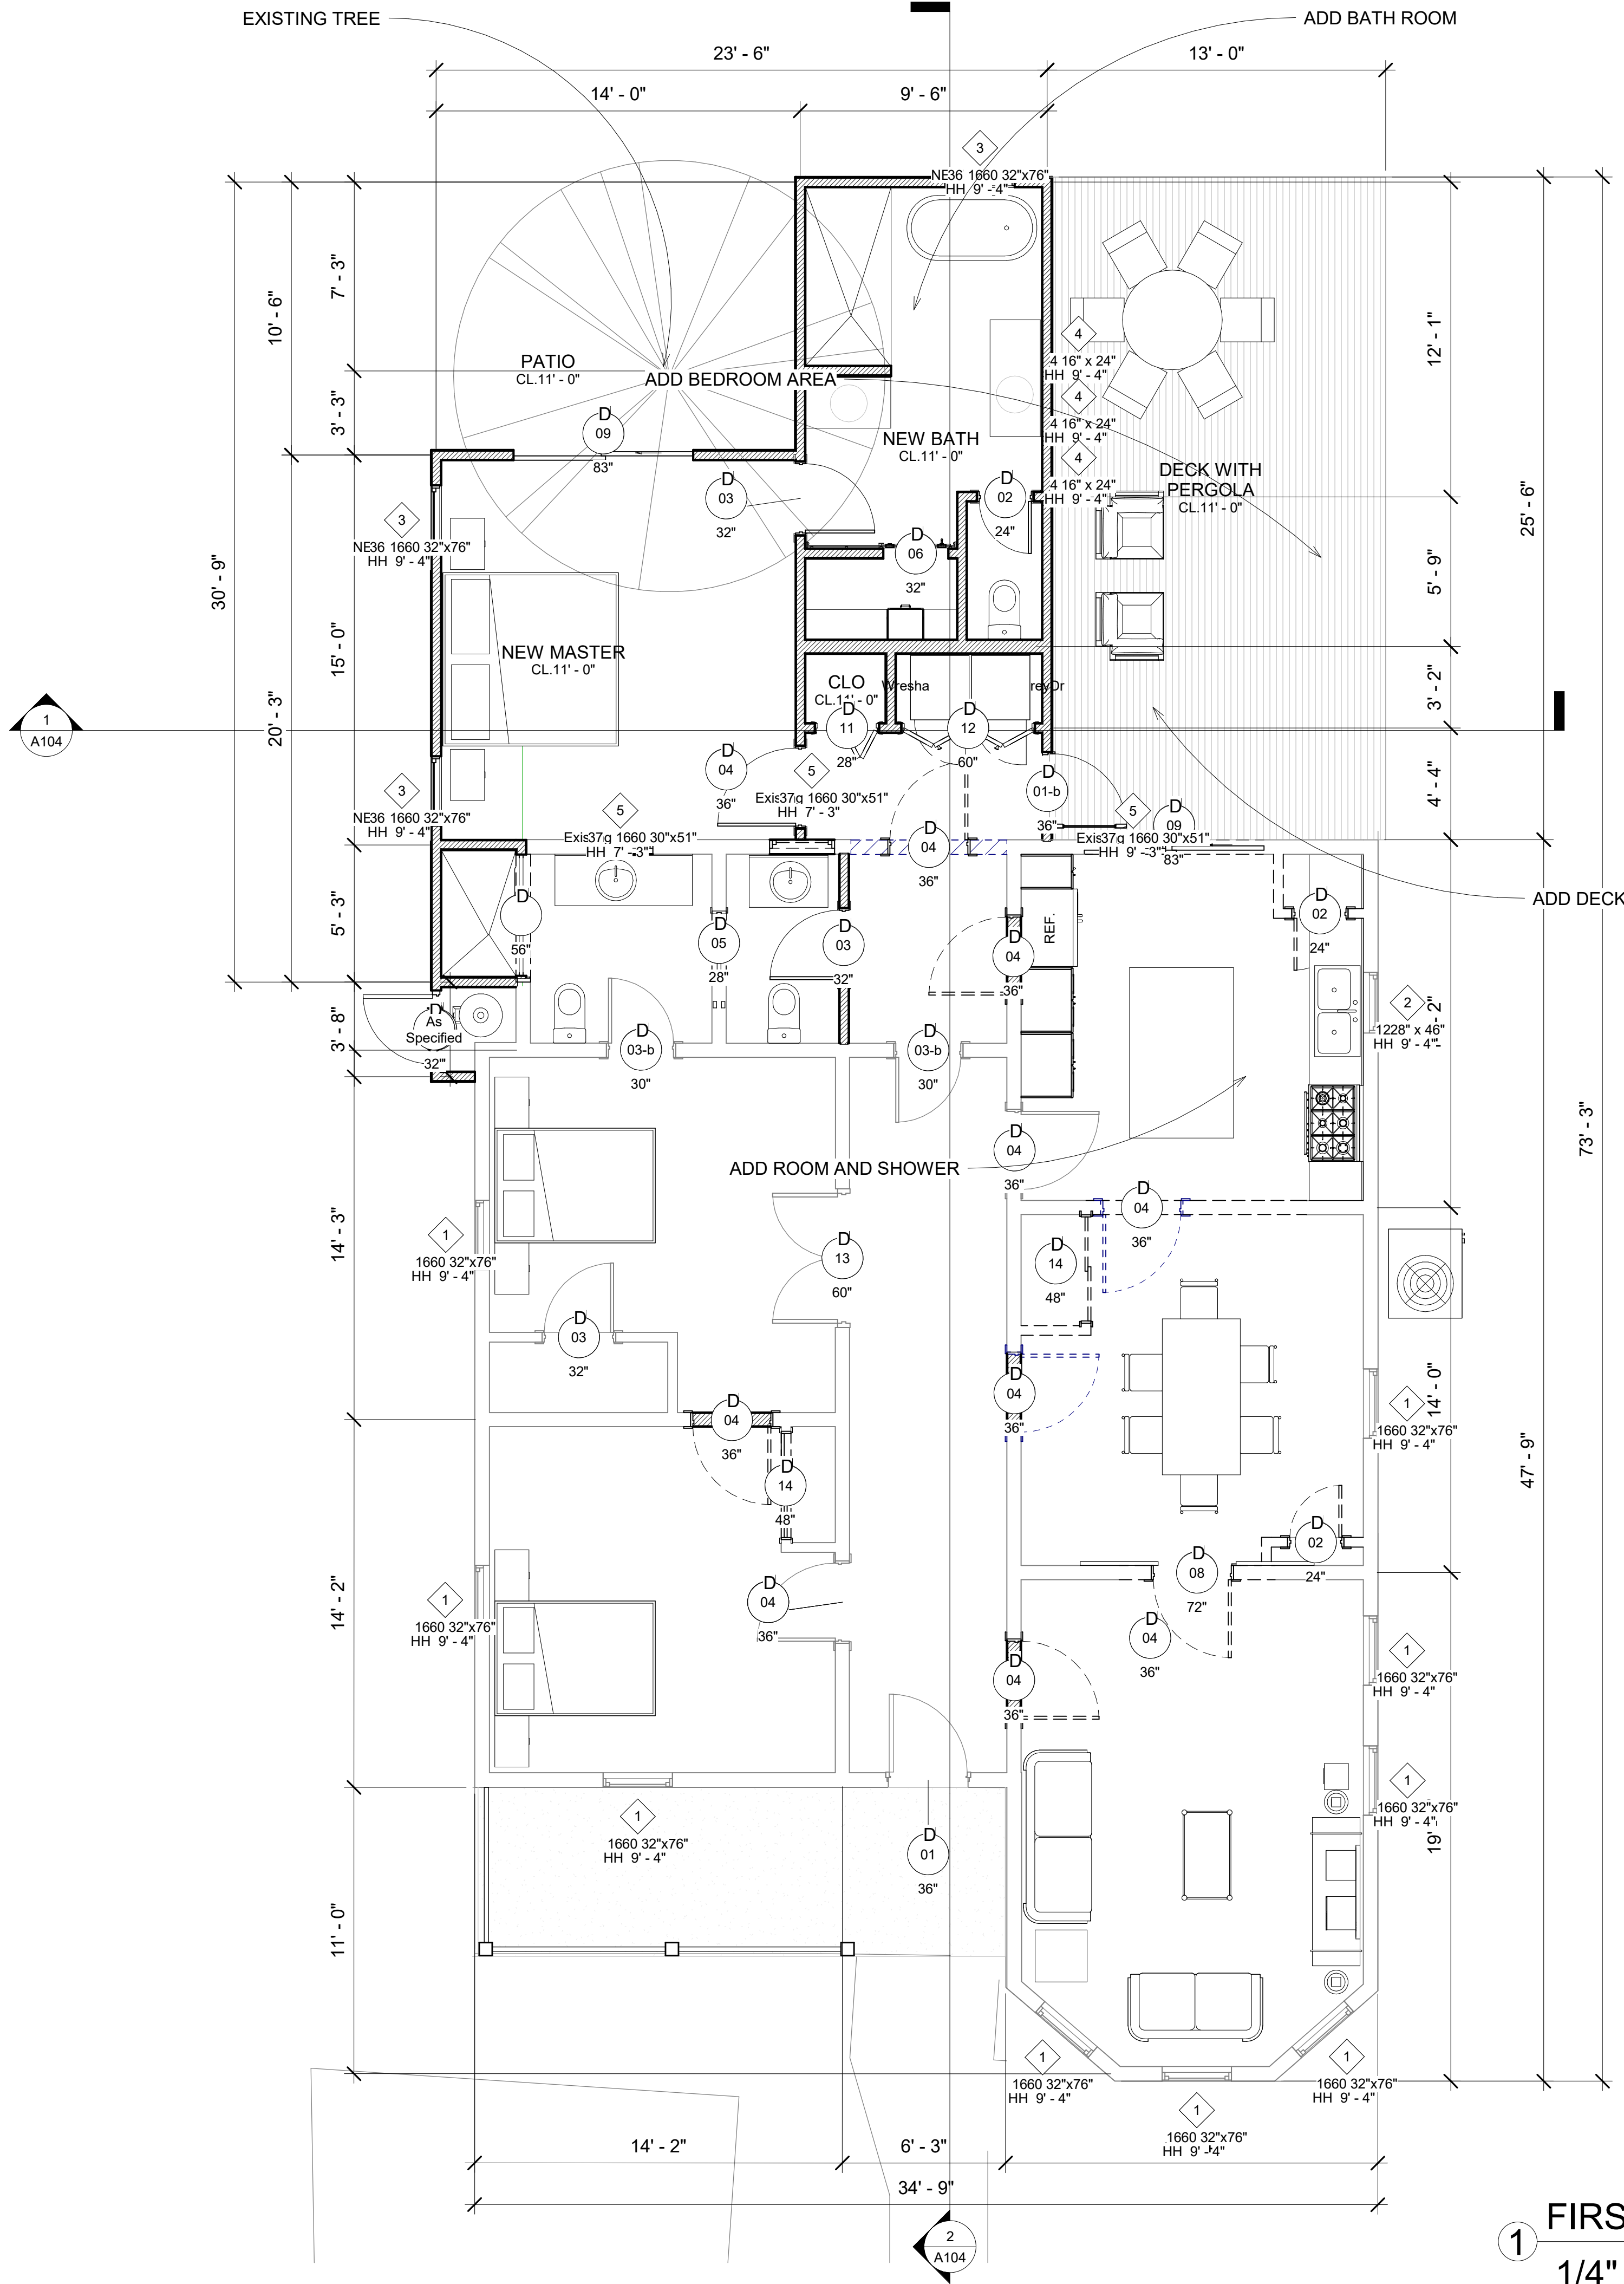 EXISTING TREE
ADD BATH ROOM
23' - 6"
13' - 0"
14' - 0"
9' - 6"
3
NE36 1660 32"x76"
HH 9' - 4"
30' - 9"
10' - 6"
7' - 3"
3' - 3"
PATIO
CL.11' - 0"
ADD BEDROOM AREA
D
09
83"
D
03
32"
NEW BATH
CL.11' - 0"
D
02
24"
D
06
32"
4
4 16" x 24"
HH 9' - 4"
4
4 16" x 24"
HH 9' - 4"
4
4 16" x 24"
HH 9' - 4"
DECK WITH
PERGOLA
CL.11' - 0"
12' - 1"
5' - 9"
3' - 2"
4' - 4"
25' - 6"
73' - 3"
3
NE36 1660 32"x76"
HH 9' - 4"
15' - 0"
20' - 3"
NEW MASTER
CL.11' - 0"
CLO
CL.11' - 0"
D
11
28"
D
12
60"
1
A104
D
04
36"
5
1660 30"x51"
HH 7' - 3"
D
01-b
36"
5
1660 30"x51"
HH 9' - 3"
D
09
83"
3
NE36 1660 32"x76"
HH 9' - 4"
5
1660 30"x51"
HH 7' - 3"
D
04
36"
ADD DECK
5' - 3"
D
56"
D
05
28"
D
03
32"
D
04
36"
REF.
D
02
24"
2
1228" x 46"
HH 9' - 4"
3' - 8"
D
As
Specified
32"
D
03-b
30"
D
03-b
30"
D
04
36"
ADD ROOM AND SHOWER
14' - 3"
1
1660 32"x76"
HH 9' - 4"
D
13
60"
D
04
36"
D
14
48"
D
03
32"
D
04
36"
D
04
36"
D
14
48"
1
1660 32"x76"
HH 9' - 4"
14' - 0"
47' - 9"
D
02
24"
D
08
72"
D
04
36"
14' - 2"
1
1660 32"x76"
HH 9' - 4"
D
04
36"
D
04
36"
1
1660 32"x76"
HH 9' - 4"
1
1660 32"x76"
HH 9' - 4"
19'
1
1660 32"x76"
HH 9' - 4"
D
01
36"
11' - 0"
1
1660 32"x76"
HH 9' - 4"
1
1660 32"x76"
HH 9' - 4"
1
1660 32"x76"
HH 9' - 4"
14' - 2"
6' - 3"
34' - 9"
2
A104
1
FIRS
1/4"